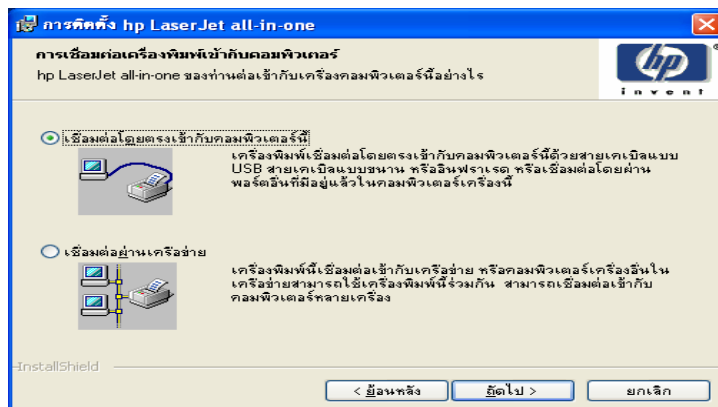 การติดตั้ง hp LaserJet all-in-one
การเชื่อมต่อเครื่องพิมพ์เข้ากับคอมพิวเตอร์
hp LaserJet all-in-one ของท่านต่อเข้ากับเครื่องคอมพิวเตอร์นี้อย่างไร
hp
®
invent
เชื่อมต่อโดยตรงเข้ากับคอมพิวเตอร์นี้
เครื่องพิมพ์เชื่อมต่อโดยตรงเข้ากับคอมพิวเตอร์นี้ด้วยสายเคเบิลแบบ
USB สายเคเบิลแบบขนาน หรืออินฟราเรด หรือเชื่อมต่อโดยผ่าน
พอร์ตอื่นที่มีอยู่แล้วในคอมพิวเตอร์เครื่องนี้
เชื่อมต่อผ่านเครือข่าย
เครื่องพิมพ์นี้เชื่อมต่อเข้ากับเครือข่าย หรือคอมพิวเตอร์เครื่องอื่นใน
เครือข่ายสามารถใช้เครื่องพิมพ์นี้ร่วมกัน สามารถเชื่อมต่อเข้ากับ
คอมพิวเตอร์หลายเครื่อง
InstallShield
< ย้อนหลัง
ถัดไป >
ยกเลิก